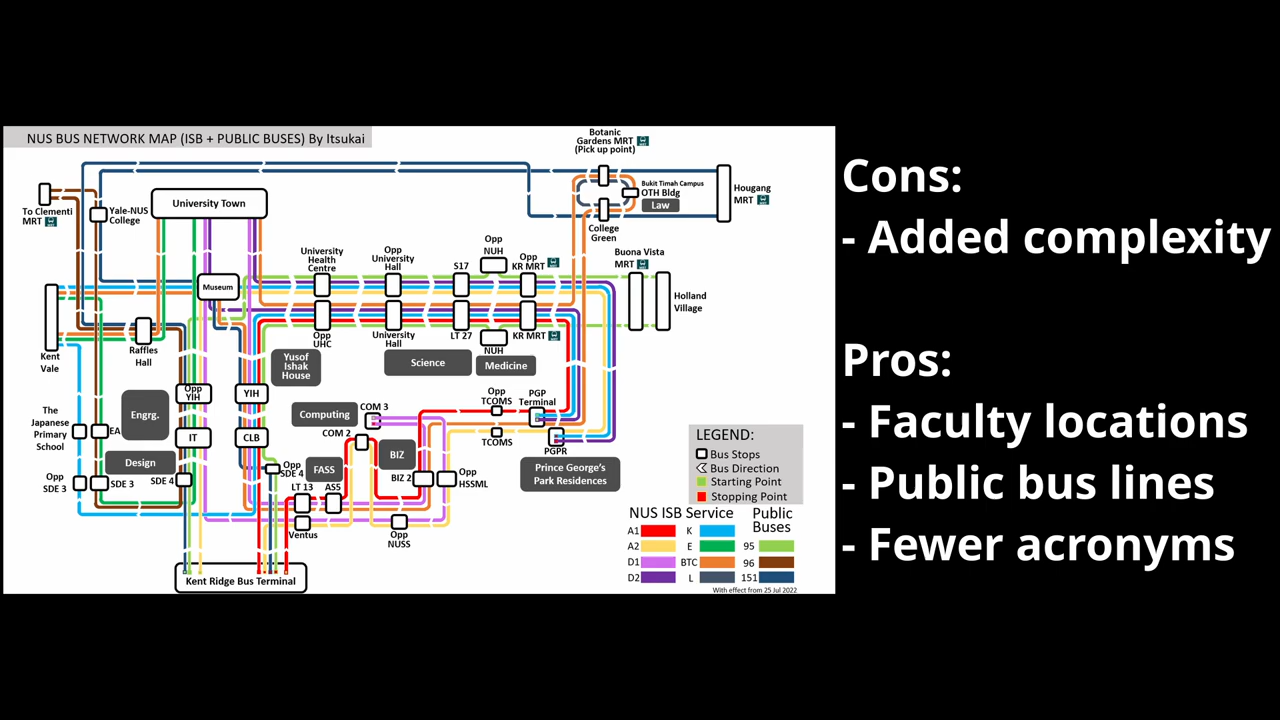 NUS BUS NETWORK MAP (ISB + PUBLIC BUSES) By Itsukai
Botanic
Gardens MRT
(Pick up point)
To Clementi
MRT
Yale-NUS
College
University Town
Bukit Timah Campus
OTH Bldg
Law
College
Green
Hougang
MRT
University
Health
Centre
Opp
University
Hall
S17
Opp
NUH
Opp
KR MRT
Buona Vista
MRT
Holland
Village
Museum
Kent
Vale
Raffles
Hall
Opp
UHC
University
Hall
LT 27
NUH
KR MRT
Yusof
Ishak
House
Science
Medicine
Opp
YIH
YIH
Engrg.
The
Japanese
Primary
School
EA
IT
CLB
Computing
COM 3
COM 2
Opp
TCOMS
TCOMS
PGP
Terminal
PGPR
Prince George's
Park Residences
Design
Opp
SDE 3
SDE 3
SDE 4
Opp
SDE 4
FASS
BIZ
BIZ 2
Opp
HSSML
LT 13
AS5
Ventus
Opp
NUSS
Kent Ridge Bus Terminal
LEGEND:
Bus Stops
Bus Direction
Starting Point
Stopping Point
NUS ISB Service
Public
Buses
A1
K
A2
E
95
D1
BTC
96
D2
L
151
With effect from 25 Jul 2022
Cons:
- Added complexity
Pros:
- Faculty locations
- Public bus lines
- Fewer acronyms